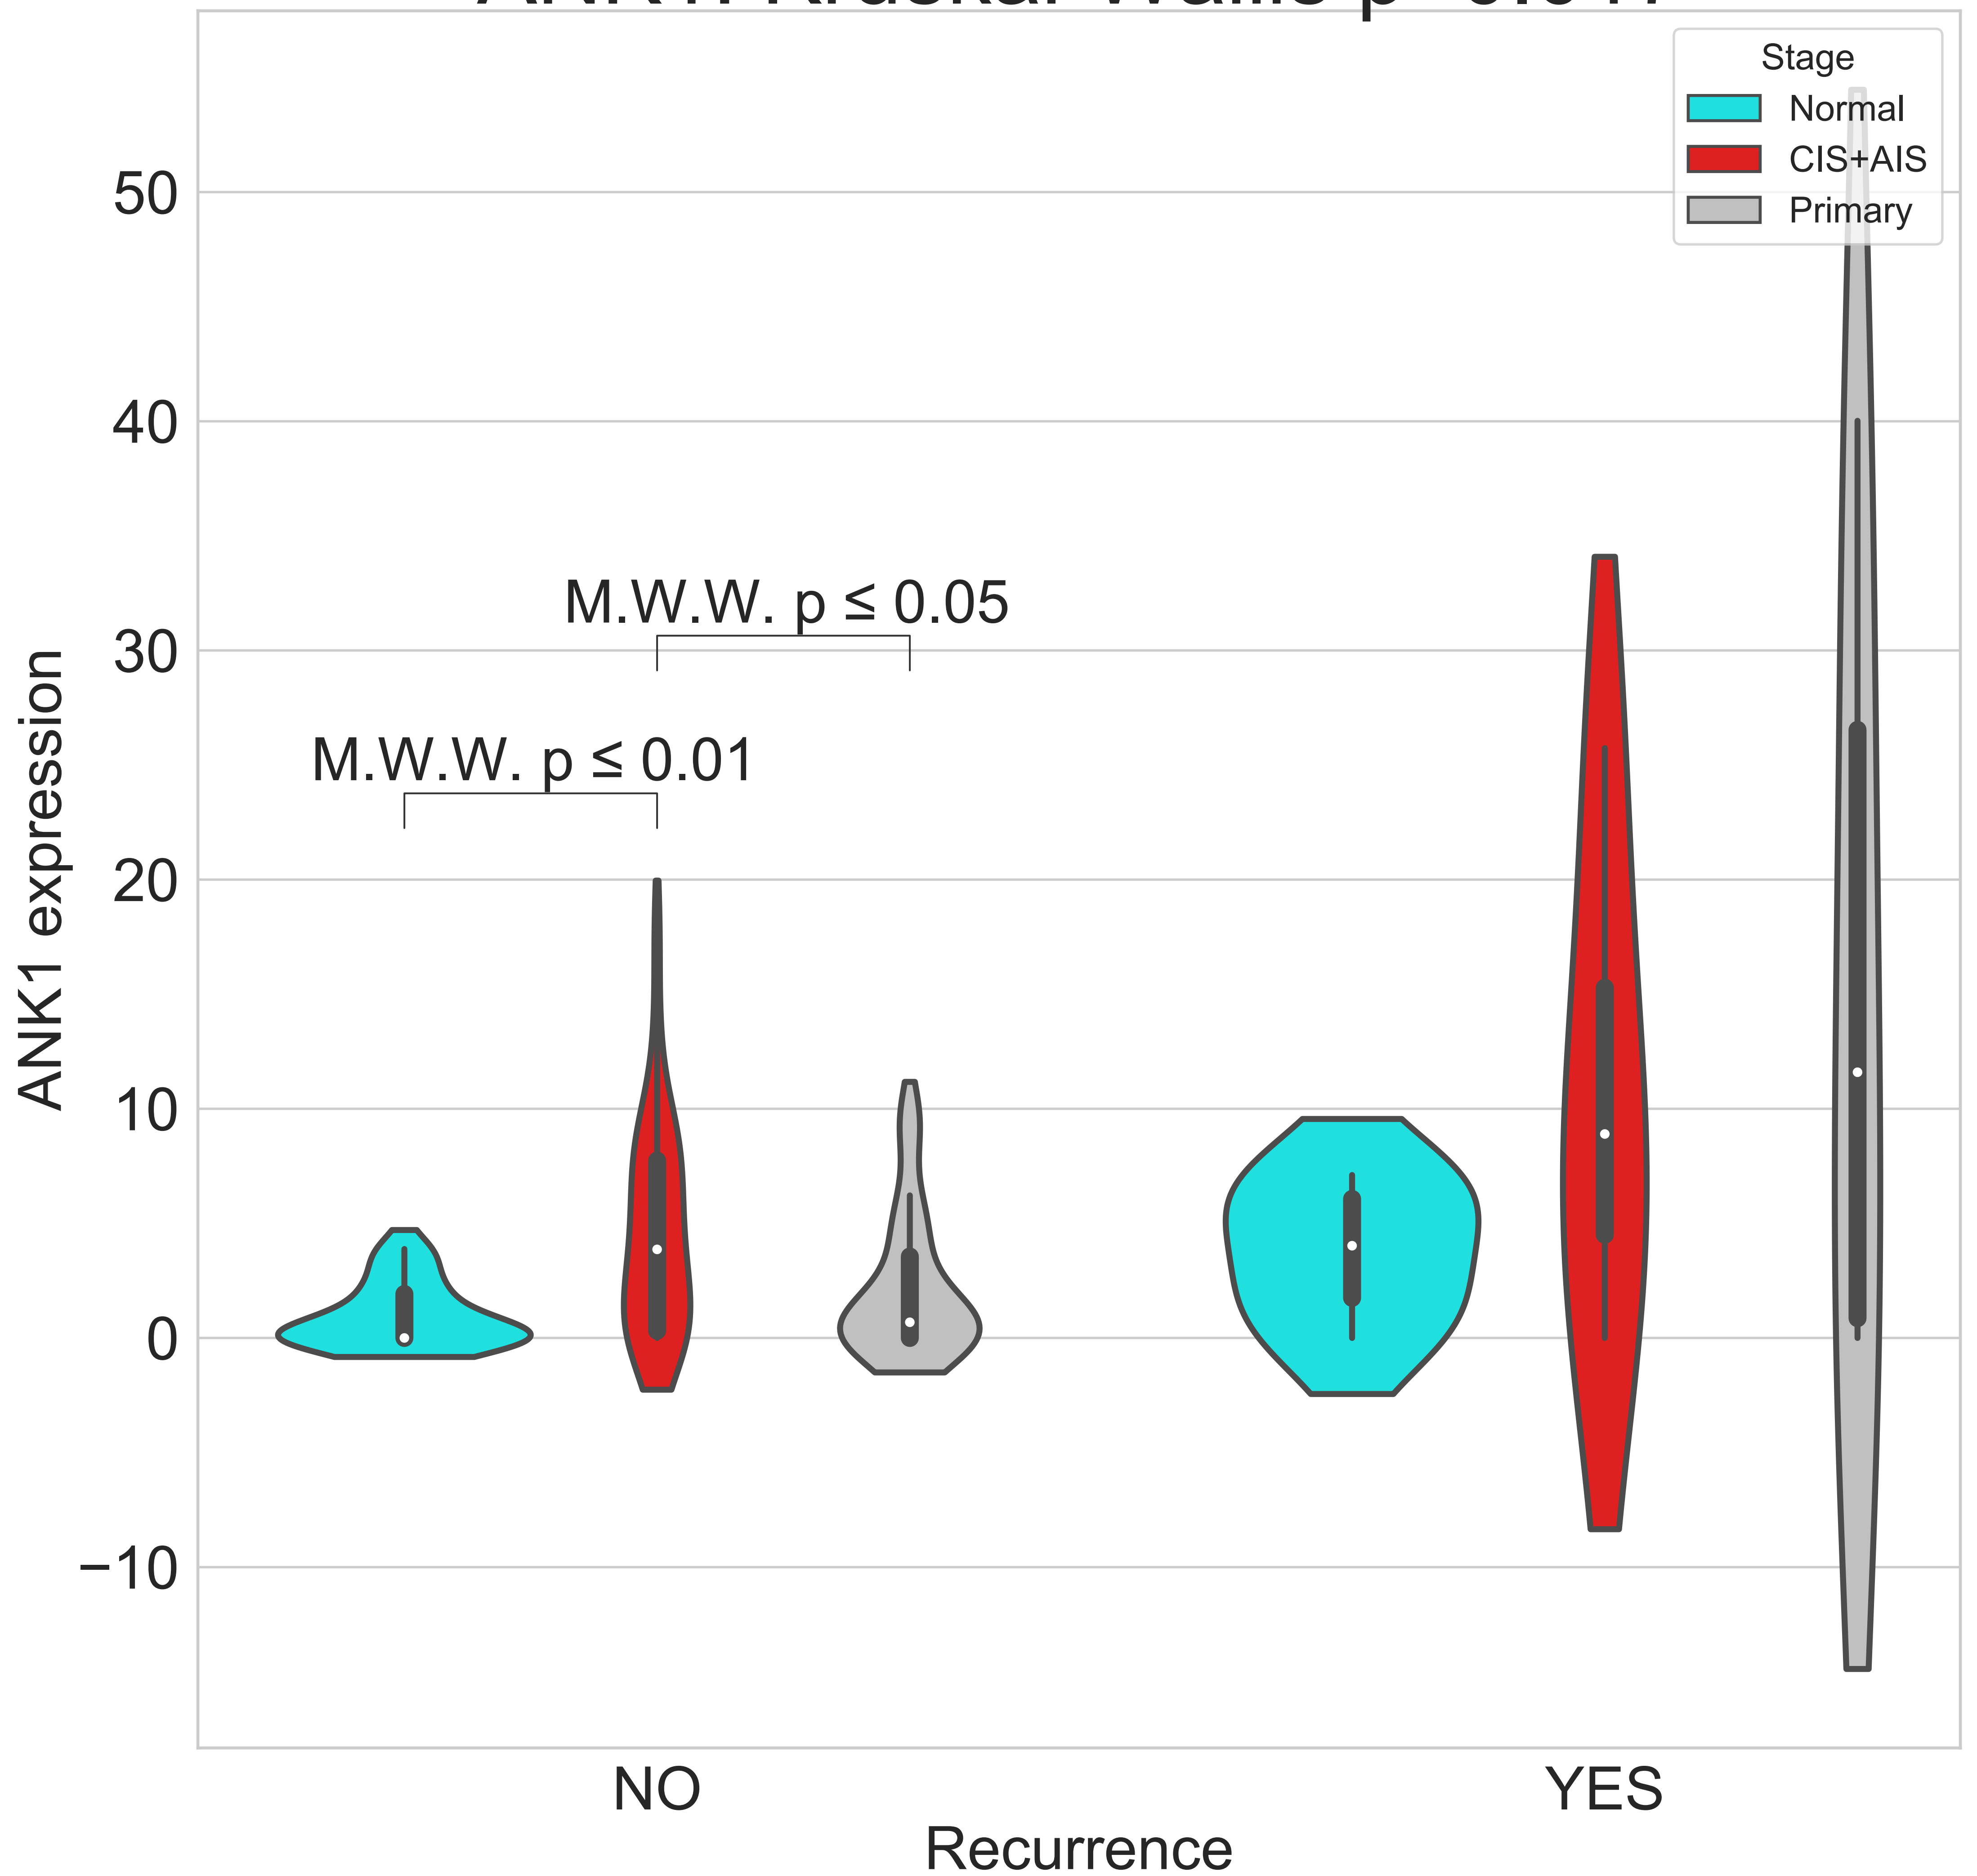 Stage
Normal
CIS+AIS
Primary
50
40
30
20
10
0
−10
ANK1 expression
M.W.W. p ≤ 0.05
M.W.W. p ≤ 0.01
NO
YES
Recurrence